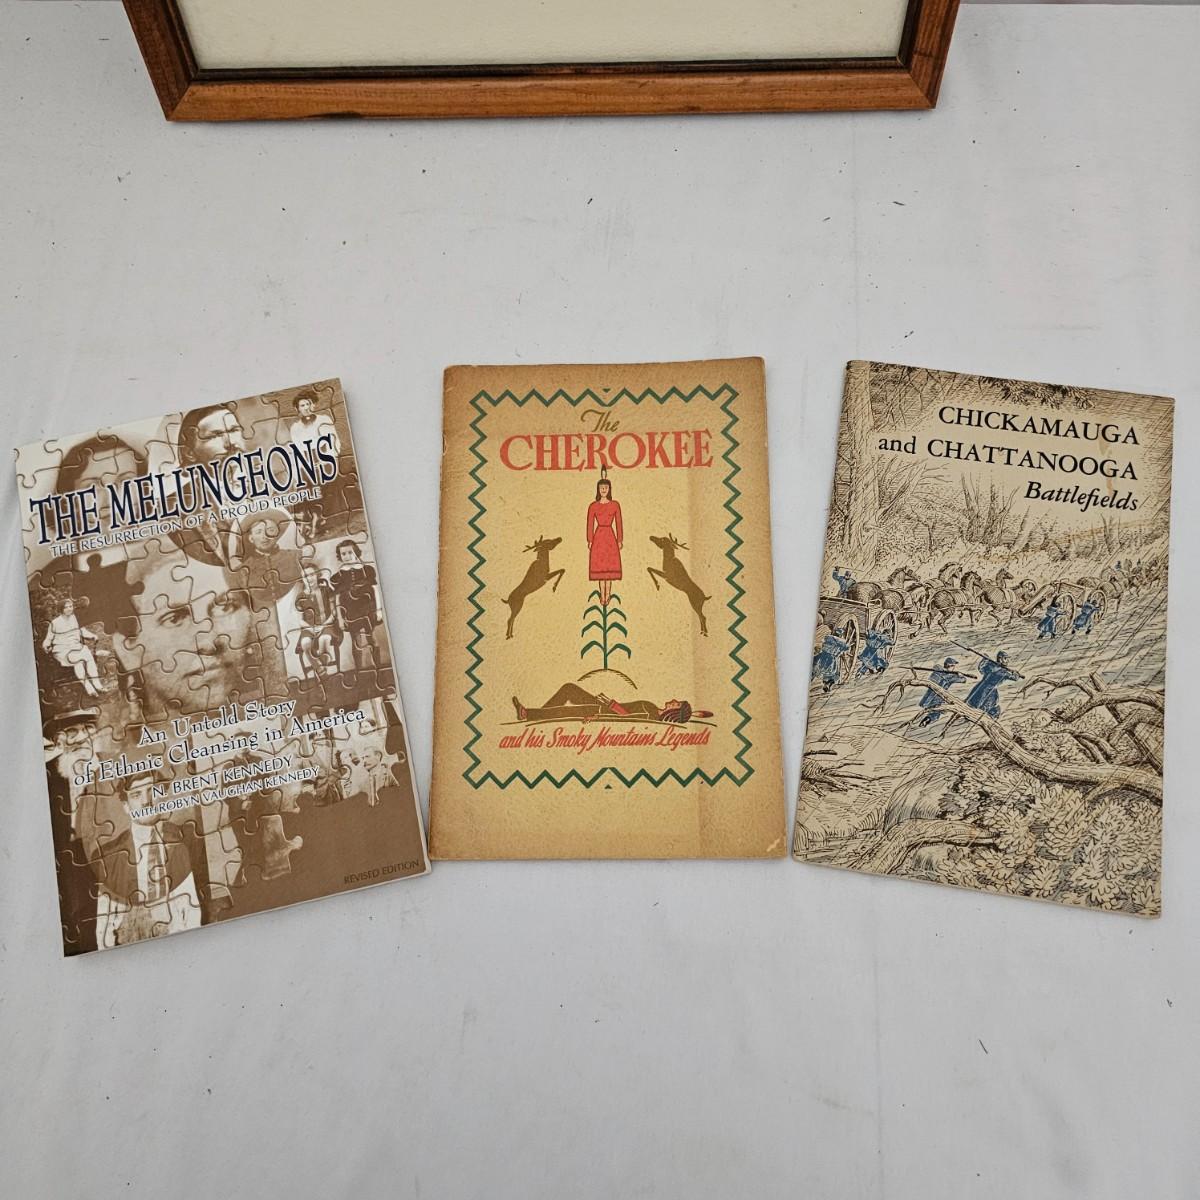 THE MELUNGEONS
THE RESURRECTION OF A PROUD PEOPLE
An Untold Story
of Ethnic Cleansing in America
N. BRENT KENNEDY
WITH ROBYN VAUGHAN KENNEDY
REVISED EDITION
The
CHEROKEE
and his Smoky Mountains Legends
CHICKAMAUGA
and CHATTANOOGA
Battlefields